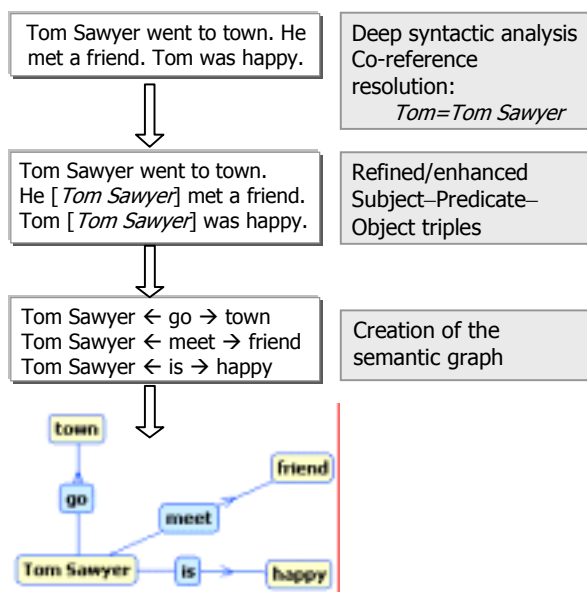 Tom Sawyer went to town. He
met a friend. Tom was happy.
Deep syntactic analysis
Co-reference
resolution:
Tom=Tom Sawyer
Tom Sawyer went to town.
He [Tom Sawyer] met a friend.
Tom [Tom Sawyer] was happy.
Refined/enhanced
Subject–Predicate–
Object triples
Tom Sawyer ← go → town
Tom Sawyer ← meet → friend
Tom Sawyer ← is → happy
Creation of the
semantic graph
town
friend
go
meet
Tom Sawyer
is
happy